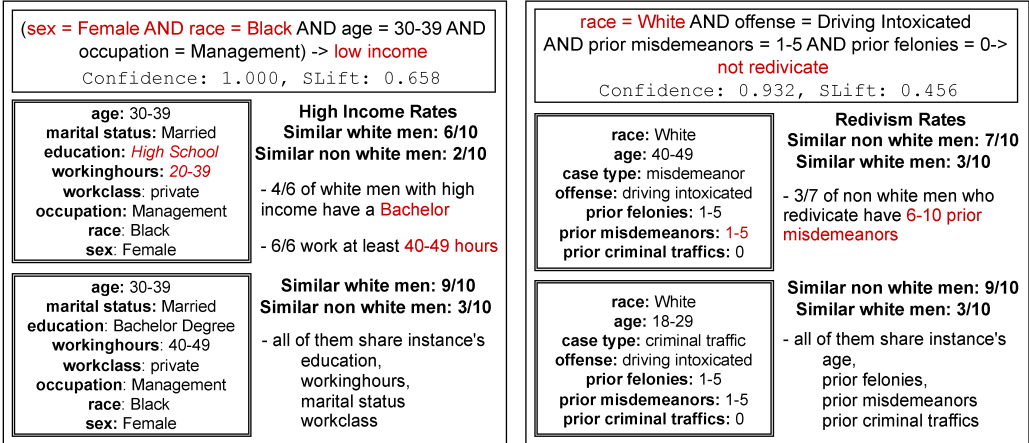 (sex = Female AND race = Black AND age = 30-39 AND
occupation = Management) -> low income
Confidence: 1.000, SLift: 0.658
age: 30-39
marital status: Married
education: High School
workinghours: 20-39
workclass: private
occupation: Management
race: Black
sex: Female
High Income Rates
Similar white men: 6/10
Similar non white men: 2/10
- 4/6 of white men with high
income have a Bachelor
- 6/6 work at least 40-49 hours
age: 30-39
marital status: Married
education: Bachelor Degree
workinghours: 40-49
workclass: private
occupation: Management
race: Black
sex: Female
Similar white men: 9/10
Similar non white men: 3/10
- all of them share instance's
education,
workinghours,
marital status
workclass
race = White AND offense = Driving Intoxicated
AND prior misdemeanors = 1-5 AND prior felonies = 0->
not redivicate
Confidence: 0.932, SLift: 0.456
race: White
age: 40-49
case type: misdemeanor
offense: driving intoxicated
prior felonies: 1-5
prior misdemeanors: 1-5
prior criminal traffics: 0
Redivism Rates
Similar non white men: 7/10
Similar white men: 3/10
- 3/7 of non white men who
redivicate have 6-10 prior
misdemeanors
race: White
age: 18-29
case type: criminal traffic
offense: driving intoxicated
prior felonies: 1-5
prior misdemeanors: 1-5
prior criminal traffics: 0
Similar non white men: 9/10
Similar white men: 3/10
- all of them share instance's
age,
prior felonies,
prior misdemeanors
prior criminal traffics